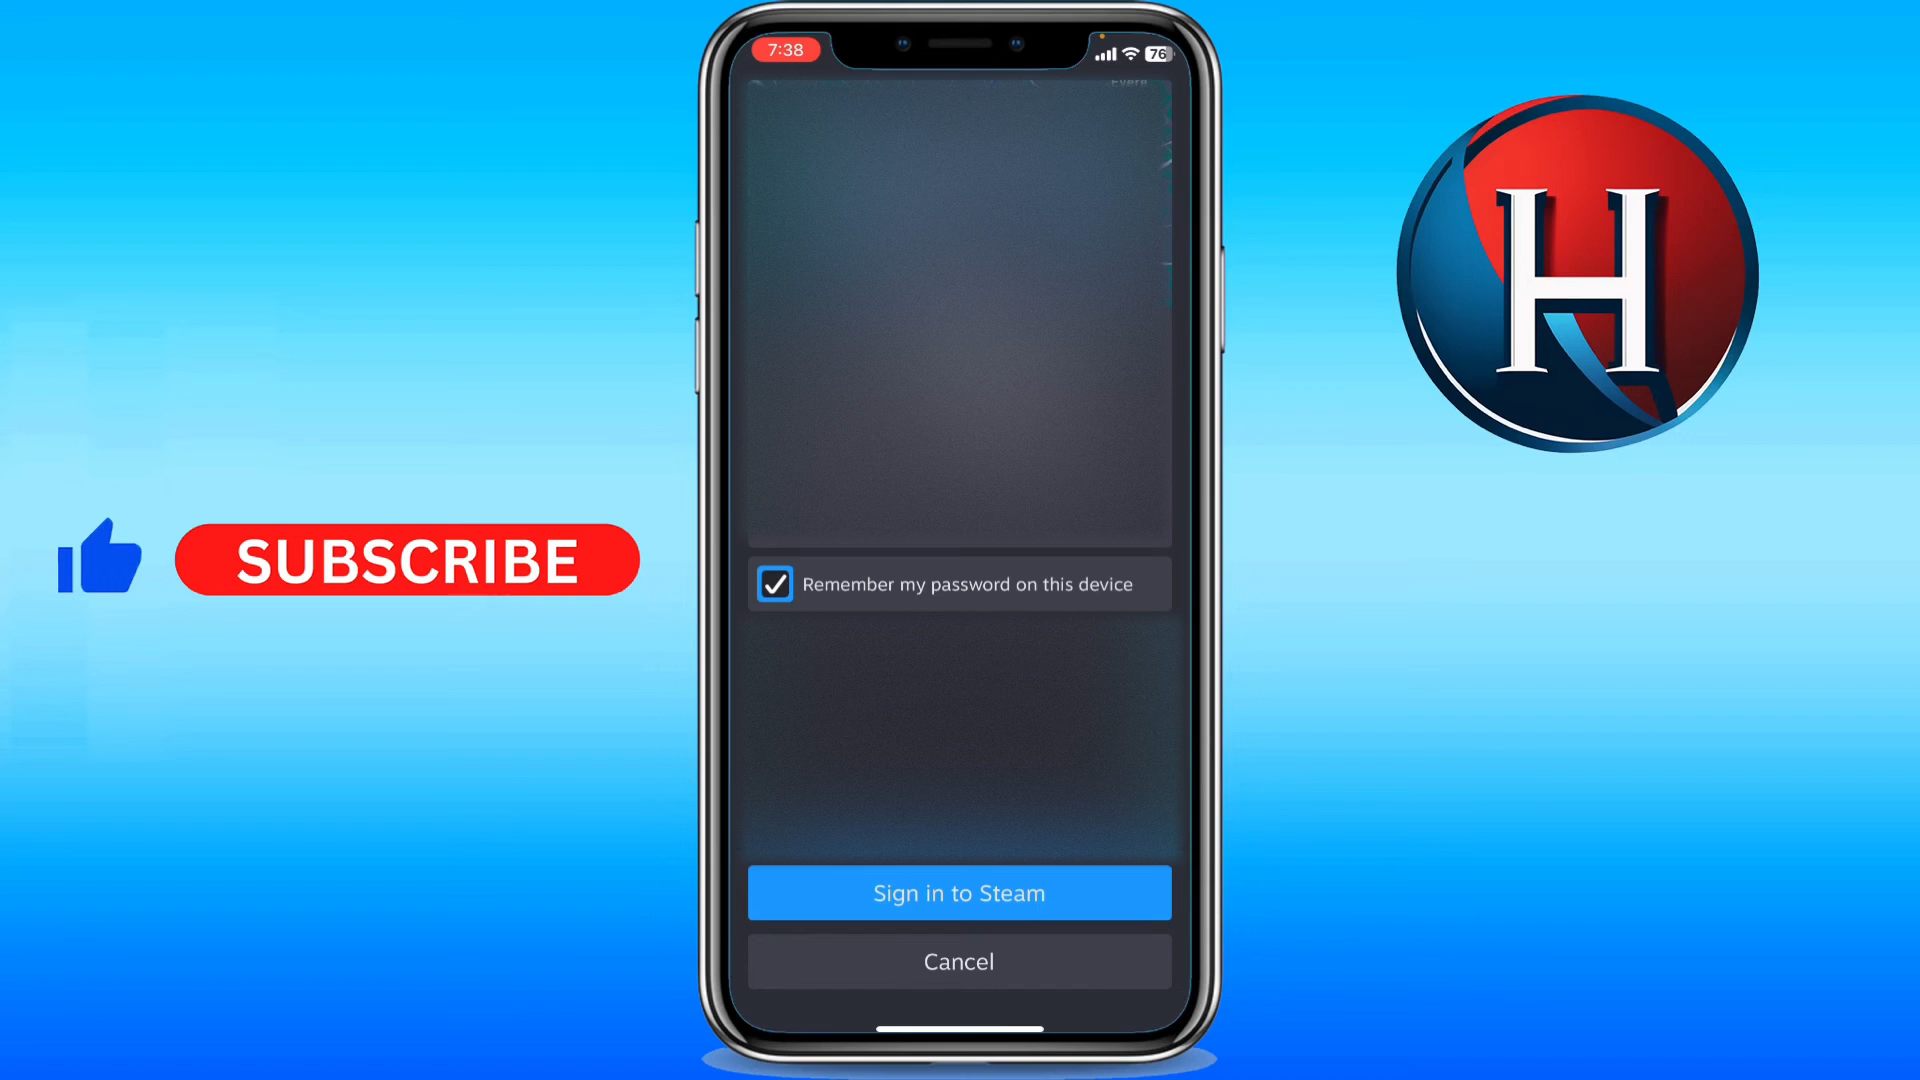 7:38
76
Remember my password on this device
SUBSCRIBE
H
Sign in to Steam
Cancel